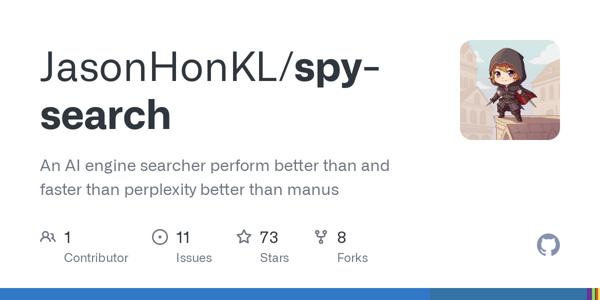 JasonHonKL/spy-
search
An AI engine searcher perform better than and
faster than perplexity better than manus
1 11 73 8
Contributor Issues Stars Forks